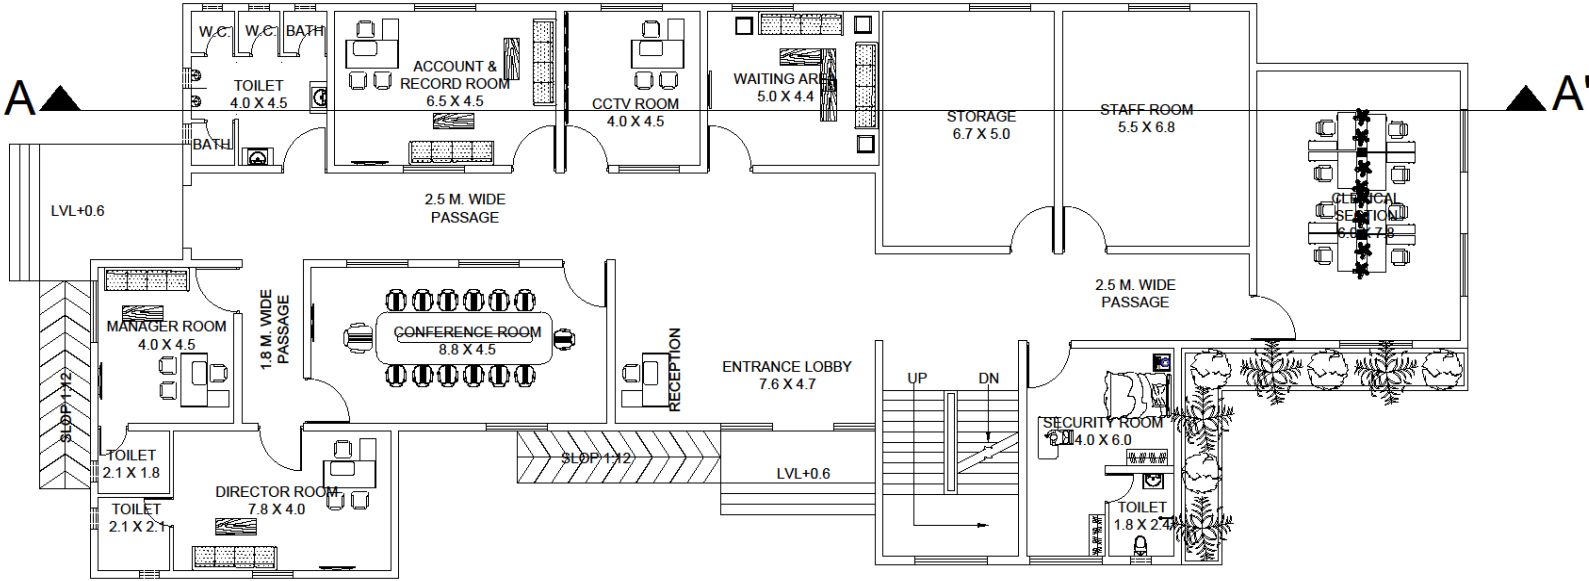 W.C.
W.C.
BATH
TOILET
4.0 X 4.5
BATH
ACCOUNT &
RECORD ROOM
6.5 X 4.5
CCTV ROOM
4.0 X 4.5
WAITING AREA
5.0 X 4.4
STORAGE
6.7 X 5.0
STAFF ROOM
5.5 X 6.8
CLERICAL
SECTION
6.0 X 7.8
A
A'
LVL+0.6
2.5 M. WIDE
PASSAGE
2.5 M. WIDE
PASSAGE
SLOP 1:12
MANAGER ROOM
4.0 X 4.5
1.8 M. WIDE
PASSAGE
CONFERENCE ROOM
8.8 X 4.5
RECEPTION
ENTRANCE LOBBY
7.6 X 4.7
UP
DN
SECURITY ROOM
4.0 X 6.0
TOILET
2.1 X 1.8
TOILET
2.1 X 2.1
DIRECTOR ROOM
7.8 X 4.0
SLOP 1:12
LVL+0.6
TOILET
1.8 X 2.4